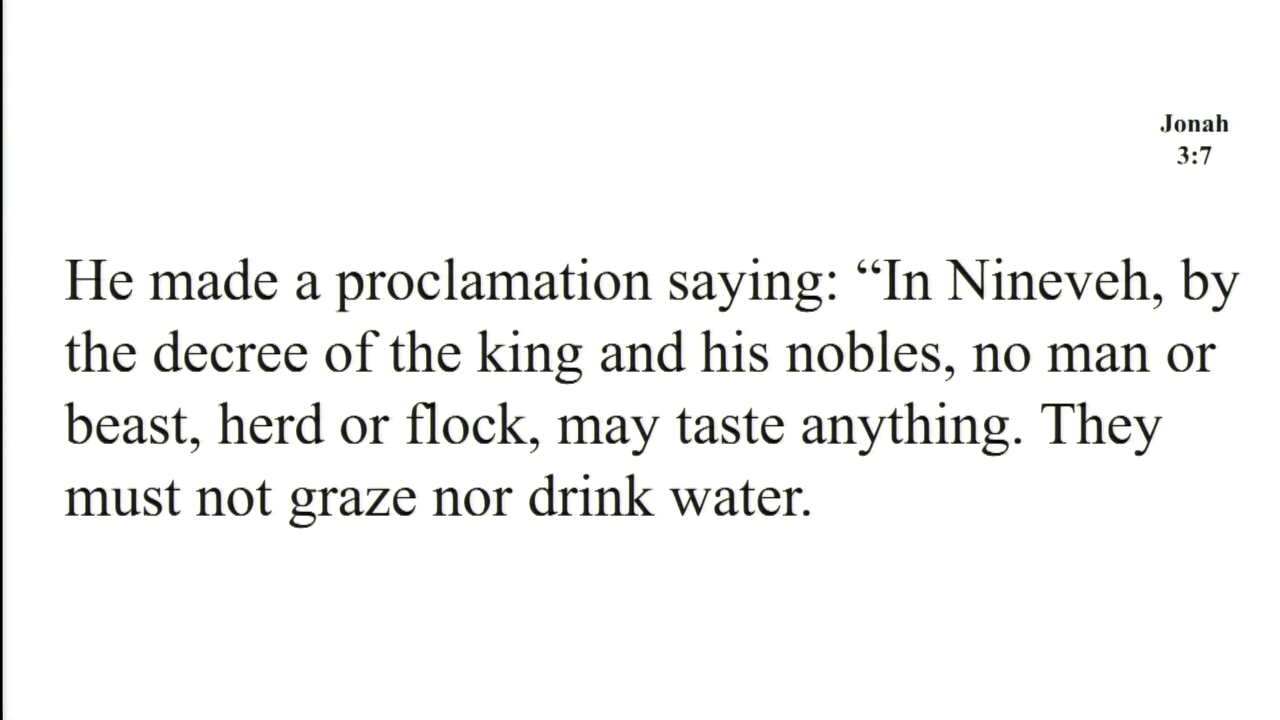 Jonah
3:7
He made a proclamation saying: “In Nineveh, by
the decree of the king and his nobles, no man or
beast, herd or flock, may taste anything. They
must not graze nor drink water.